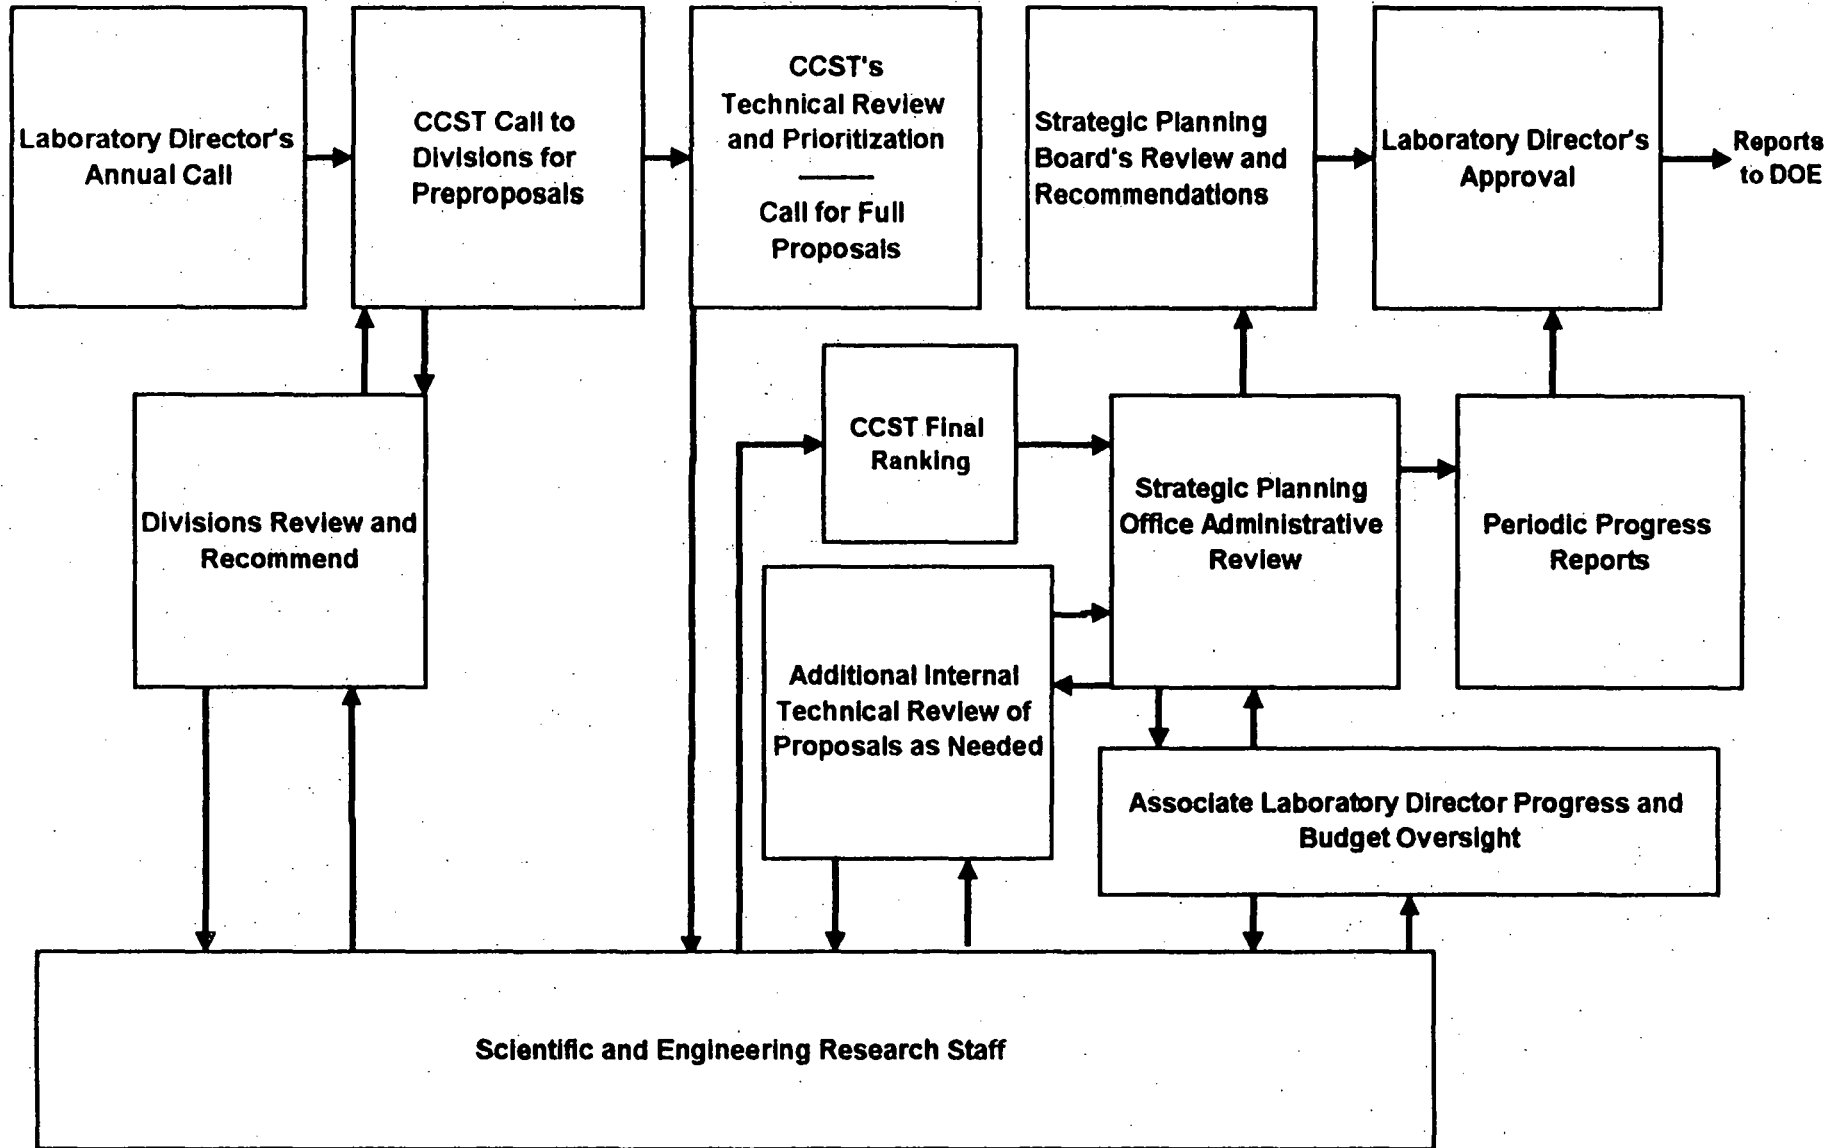 Laboratory Director's
Annual Call
CCST Call to
Divisions for
Preproposals
CCST's
Technical Review
and Prioritization
Call for Full
Proposals
Strategic Planning
Board's Review and
Recommendations
Laboratory Director's
Approval
Reports
to DOE
Divisions Review and
Recommend
CCST Final
Ranking
Strategic Planning
Office Administrative
Review
Periodic Progress
Reports
Additional Internal
Technical Review of
Proposals as Needed
Associate Laboratory Director Progress and
Budget Oversight
Scientific and Engineering Research Staff